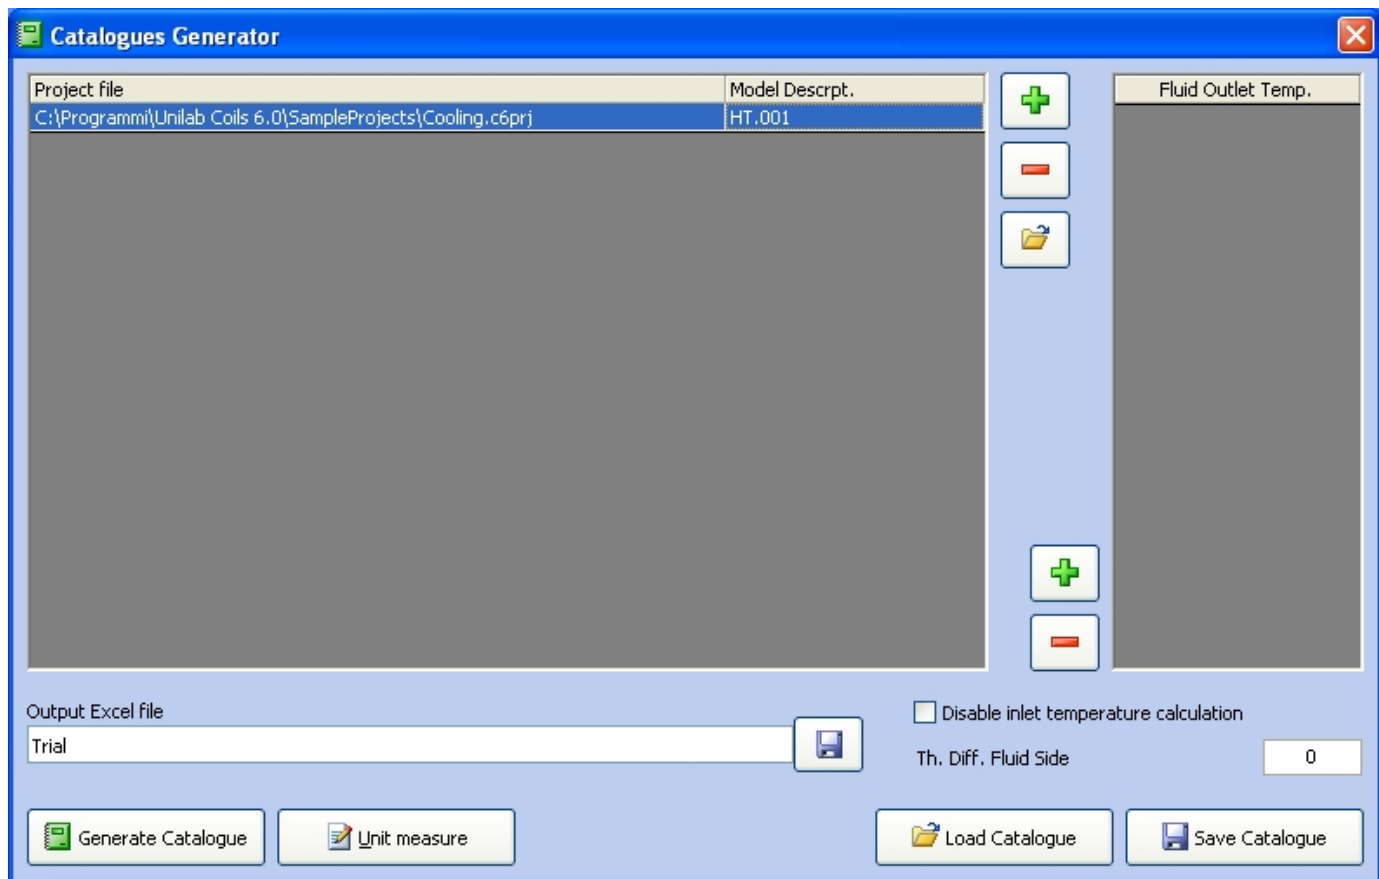 Catalogues Generator
Project file Model Descrpt. Fluid Outlet Temp.
C:\Programmi\Unilab Coils 6.0\SampleProjects\Cooling.c6prj HT.001
Output Excel file Disable inlet temperature calculation
Trial Th. Diff. Fluid Side 0
Generate Catalogue Unit measure Load Catalogue Save Catalogue